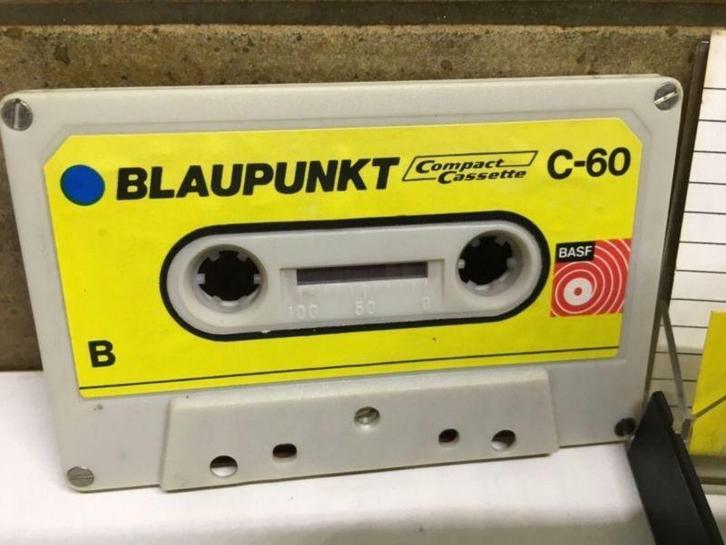 BLAUPUNKT Compact Cassette C-60
BASF
100 50 0
B